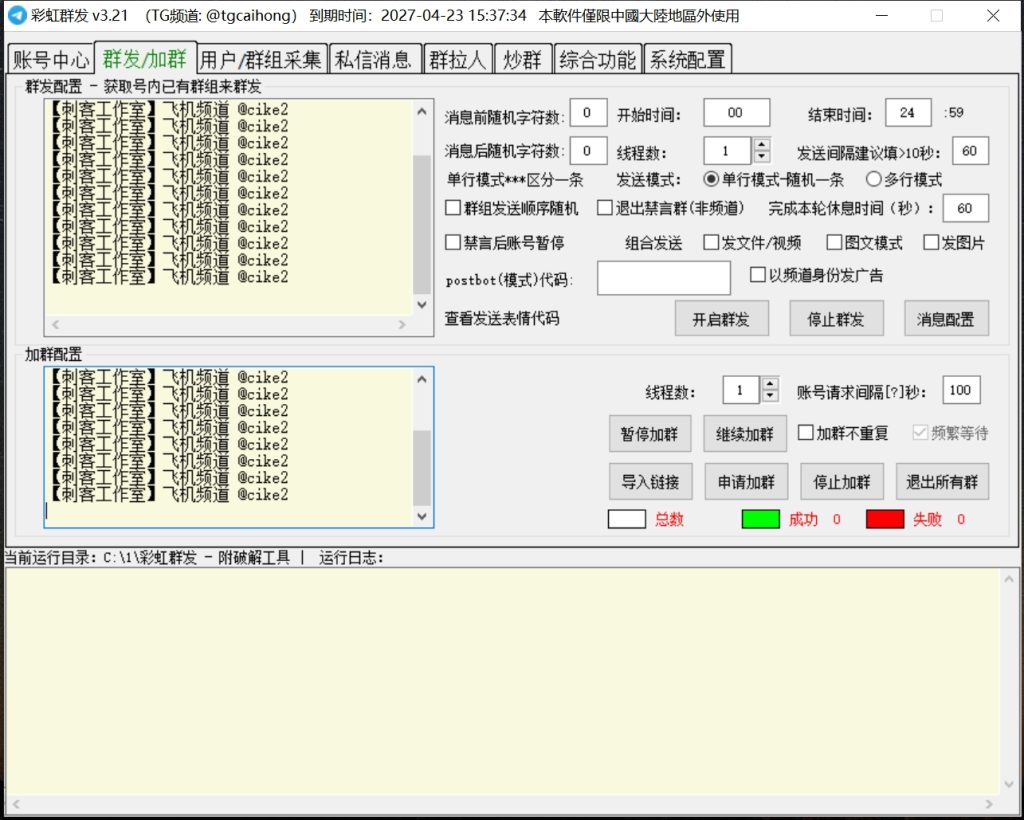 彩虹群发 v3.21 （TG频道: @tgcaihong） 到期时间： 2027-04-23 15:37:34 本軟件僅限中國大陸地區外使用
账号中心 群发/加群 用户/群组采集 私信消息 群拉人 炒群 综合功能 系统配置
群发配置 - 获取号内已有群组来群发
【刺客工作室】飞机频道 @cike2
【刺客工作室】飞机频道 @cike2
【刺客工作室】飞机频道 @cike2
【刺客工作室】飞机频道 @cike2
【刺客工作室】飞机频道 @cike2
【刺客工作室】飞机频道 @cike2
【刺客工作室】飞机频道 @cike2
【刺客工作室】飞机频道 @cike2
【刺客工作室】飞机频道 @cike2
【刺客工作室】飞机频道 @cike2
【刺客工作室】飞机频道 @cike2
消息前随机字符数: 0 开始时间: 00 结束时间: 24 :59
消息后随机字符数: 0 线程数: 1 发送间隔建议填>10秒: 60
单行模式***区分一条 发送模式: 单行模式-随机一条 多行模式
群组发送顺序随机 退出禁言群(非频道) 完成本轮休息时间（秒）: 60
禁言后账号暂停 组合发送 发文件/视频 图文模式 发图片
postbot(模式)代码: 以频道身份发广告
查看发送表情代码 开启群发 停止群发 消息配置
加群配置
【刺客工作室】飞机频道 @cike2
【刺客工作室】飞机频道 @cike2
【刺客工作室】飞机频道 @cike2
【刺客工作室】飞机频道 @cike2
【刺客工作室】飞机频道 @cike2
【刺客工作室】飞机频道 @cike2
【刺客工作室】飞机频道 @cike2
【刺客工作室】飞机频道 @cike2
线程数: 1 账号请求间隔[?]秒: 100
暂停加群 继续加群 加群不重复 频繁等待
导入链接 申请加群 停止加群 退出所有群
总数 成功 0 失败 0
当前运行目录: C:\1\彩虹群发 - 附破解工具 | 运行日志: